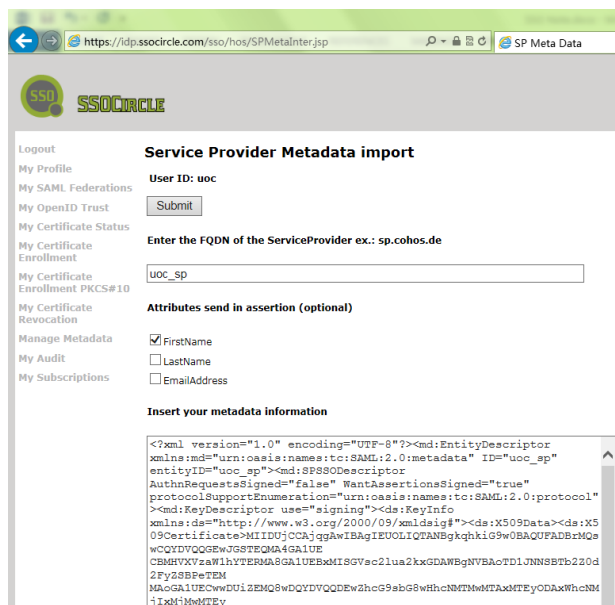 https://idp.ssocircle.com/sso/hos/SPMetaInter.jsp
SP Meta Data
SSO
SSOCIRCLE
Logout
My Profile
My SAML Federations
My OpenID Trust
My Certificate Status
My Certificate
Enrollment
My Certificate
Enrollment PKCS#10
My Certificate
Revocation
Manage Metadata
My Audit
My Subscriptions
Service Provider Metadata import
User ID: uoc
Submit
Enter the FQDN of the ServiceProvider ex.: sp.cohos.de
uoc_sp
Attributes send in assertion (optional)
FirstName
LastName
EmailAddress
Insert your metadata information
<?xml version="1.0" encoding="UTF-8"?><md:EntityDescriptor
xmlns:md="urn:oasis:names:tc:SAML:2.0:metadata" ID="uoc_sp"
entityID="uoc_sp"><md:SPSSODescriptor
AuthnRequestsSigned="false" WantAssertionsSigned="true"
protocolSupportEnumeration="urn:oasis:names:tc:SAML:2.0:protocol"
><md:KeyDescriptor use="signing"><ds:KeyInfo
xmlns:ds="http://www.w3.org/2000/09/xmldsig#"><ds:X509Data><ds:X5
09Certificate>MIIDUjCCAjqgAwIBAgIEUOLIQTANBgkqhkiG9w0BAQUFADBrMQs
wCQYDVQQGEwJGSTEQMA4GA1UE
CBMHVXVzaW1hYTERMA8GA1UEBxMISGVsc2lua2kxGDAWBgNVBAoTD1JNNSBTb2Z0d
2FyZSBPeTEM
MAoGA1UECwwDUiZEMQ8wDQYDVQQDEwZhcG9sbG8wHhcNMTMwMTAxMTEyODAxWhcNM
jIxMjMwMTEy